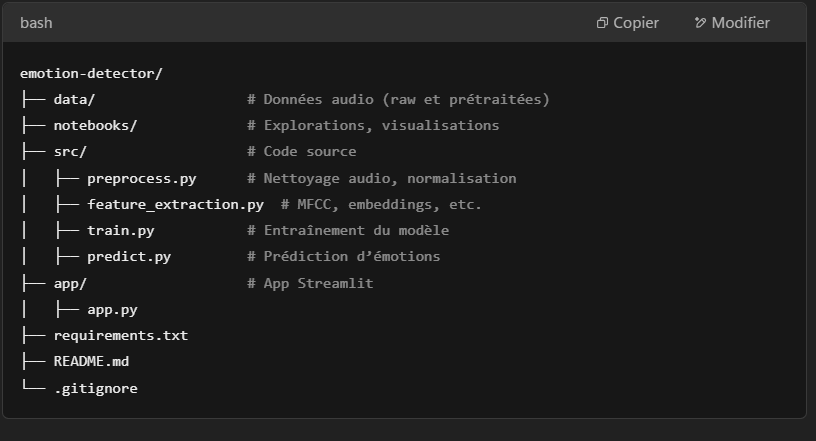 bash Copier Modifier
emotion-detector/
├── data/                   # Données audio (raw et prétraitées)
├── notebooks/              # Explorations, visualisations
├── src/                    # Code source
│   ├── preprocess.py       # Nettoyage audio, normalisation
│   ├── feature_extraction.py  # MFCC, embeddings, etc.
│   ├── train.py            # Entraînement du modèle
│   ├── predict.py          # Prédiction d’émotions
├── app/                    # App Streamlit
│   ├── app.py
├── requirements.txt
├── README.md
└── .gitignore